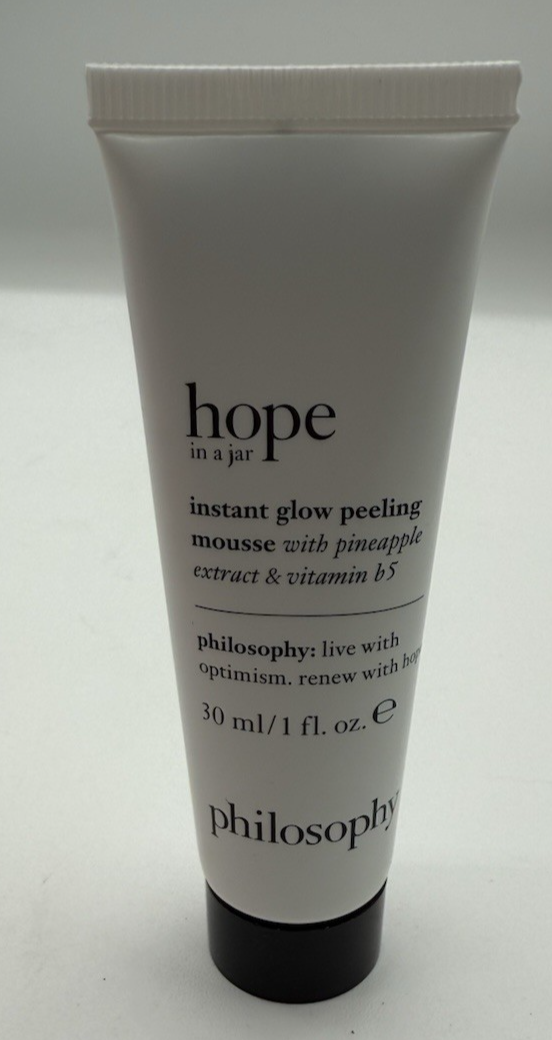 hope
in a jar
instant glow peeling
mousse with pineapple
extract & vitamin b5
philosophy: live with
optimism. renew with hope
30 ml/1 fl. oz. ℮
philosophy